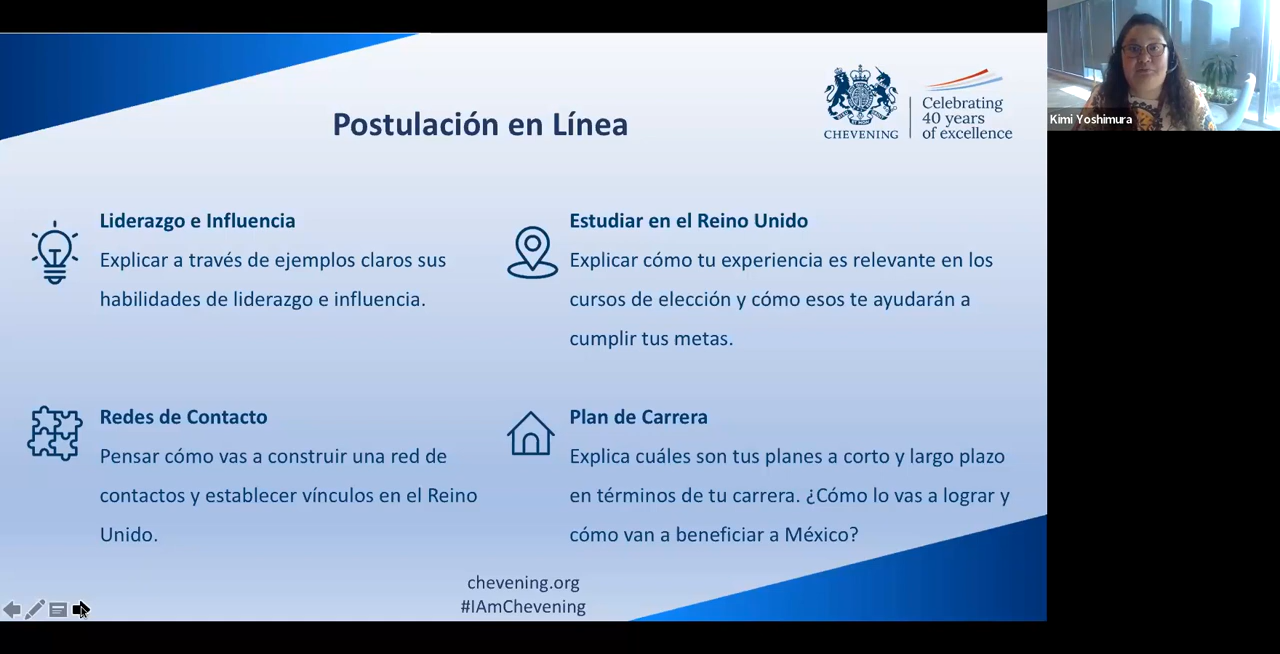 Postulación en Línea
CHEVENING
Celebrating
40 years
of excellence
Kimi Yoshimura
Liderazgo e Influencia
Explicar a través de ejemplos claros sus
habilidades de liderazgo e influencia.
Estudiar en el Reino Unido
Explicar cómo tu experiencia es relevante en los
cursos de elección y cómo esos te ayudarán a
cumplir tus metas.
Redes de Contacto
Pensar cómo vas a construir una red de
contactos y establecer vínculos en el Reino
Unido.
Plan de Carrera
Explica cuáles son tus planes a corto y largo plazo
en términos de tu carrera. ¿Cómo lo vas a lograr y
cómo van a beneficiar a México?
chevening.org
#IAmChevening